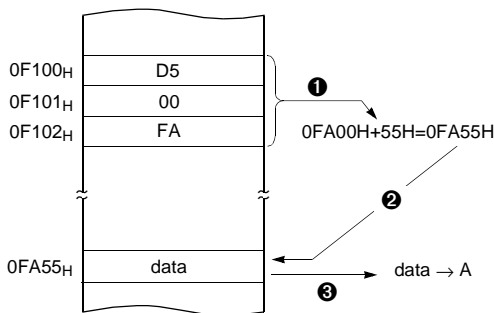 0F100H D5
0F101H 00
0F102H FA
❶
0FA00H+55H=0FA55H
❷
0FA55H data
❸
data → A